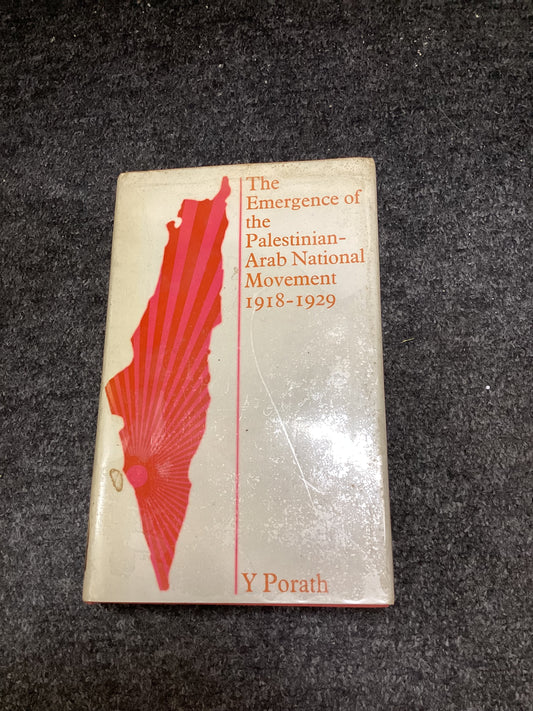 The
Emergence of
the
Palestinian-
Arab National
Movement
1918-1929
Y Porath